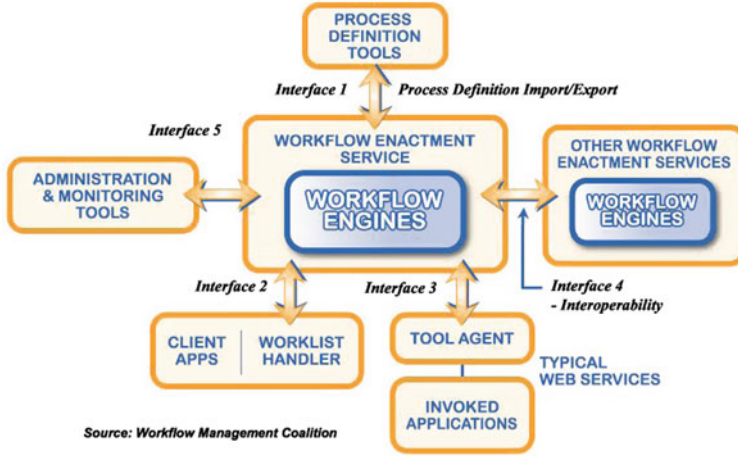 PROCESS
DEFINITION
TOOLS
Interface 1
Process Definition Import/Export
Interface 5
WORKFLOW ENACTMENT
SERVICE
WORKFLOW
ENGINES
OTHER WORKFLOW
ENACTMENT SERVICES
WORKFLOW
ENGINES
ADMINISTRATION
& MONITORING
TOOLS
Interface 2
Interface 3
Interface 4
- Interoperability
CLIENT
APPS
WORKLIST
HANDLER
TOOL AGENT
TYPICAL
WEB SERVICES
INVOKED
APPLICATIONS
Source: Workflow Management Coalition